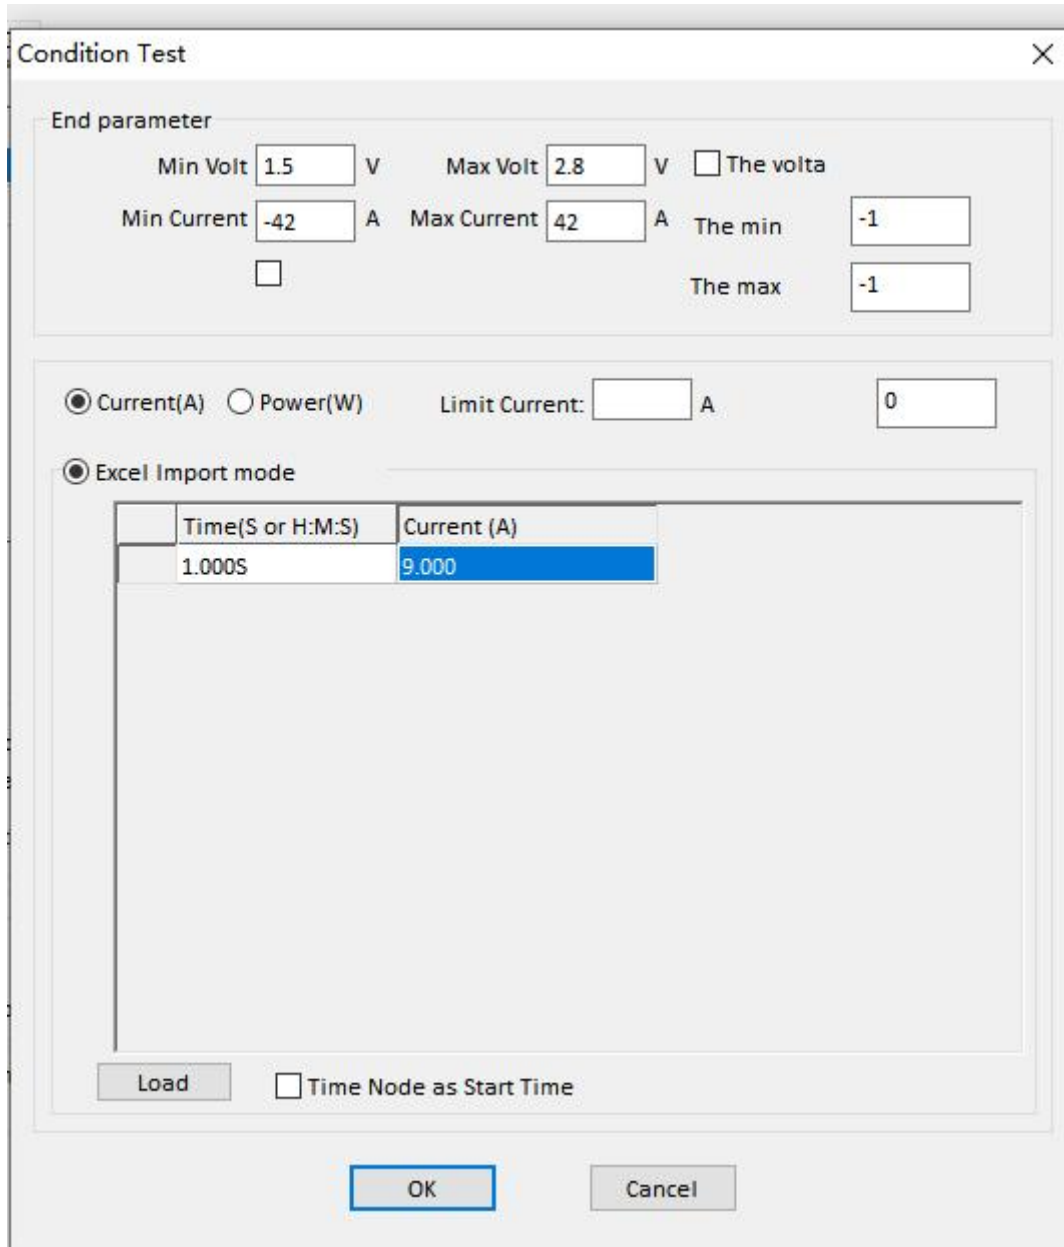 Condition Test
End parameter
Min Volt 1.5 V Max Volt 2.8 V The volta
Min Current -42 A Max Current 42 A The min -1
The max -1
Current(A) Power(W) Limit Current: A 0
Excel Import mode
Time(S or H:M:S) Current (A)
1.000S 9.000
Load Time Node as Start Time
OK Cancel